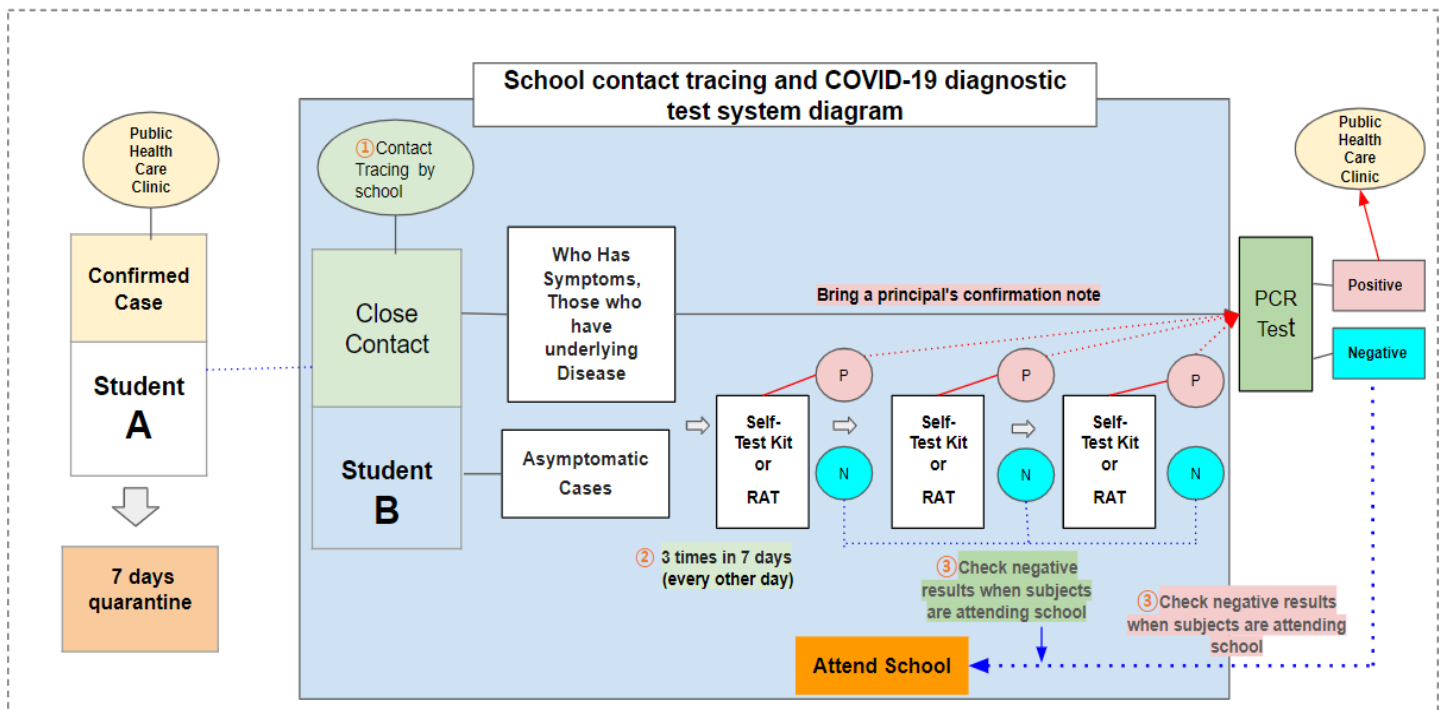 School contact tracing and COVID-19 diagnostic
test system diagram
Public
Health
Care
Clinic
Confirmed
Case
Student
A
7 days
quarantine
①Contact
Tracing by
school
Close
Contact
Student
B
Who Has
Symptoms,
Those who
have
underlying
Disease
Asymptomatic
Cases
Bring a principal's confirmation note
Self-
Test Kit
or
RAT
P
N
Self-
Test Kit
or
RAT
P
N
Self-
Test Kit
or
RAT
P
N
② 3 times in 7 days
(every other day)
③Check negative
results when subjects
are attending school
③Check negative results
when subjects are attending
school
Attend School
PCR
Test
Positive
Negative
Public
Health
Care
Clinic